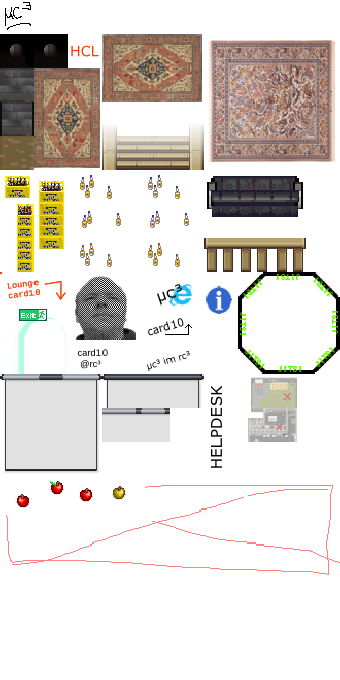 µc³
HCL
Lounge
card10
Exit
µc³
card10
card10
@rc³
µc³ im rc³
HELPDESK